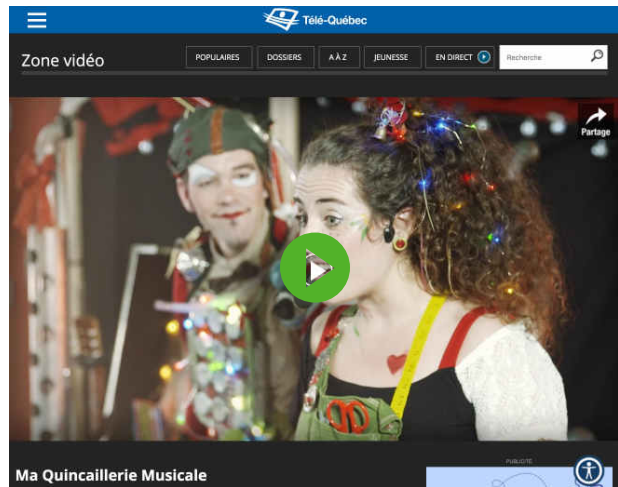 Télé-Québec
Zone vidéo
POPULAIRES
DOSSIERS
A À Z
JEUNESSE
EN DIRECT
Recherche
Partage
PUBLICITÉ
Ma Quincaillerie Musicale